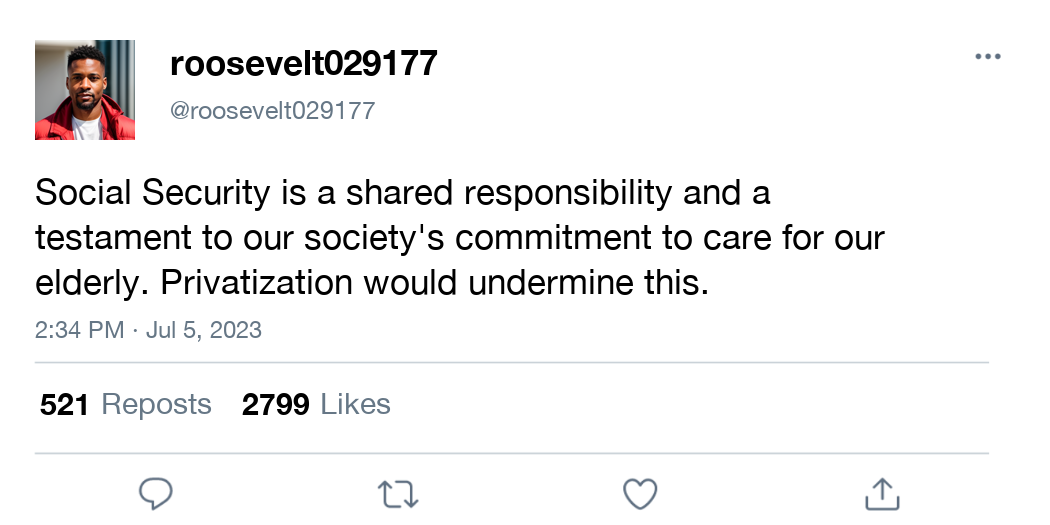 roosevelt029177
@roosevelt029177
Social Security is a shared responsibility and a
testament to our society's commitment to care for our
elderly. Privatization would undermine this.
2:34 PM · Jul 5, 2023
521 Reposts 2799 Likes